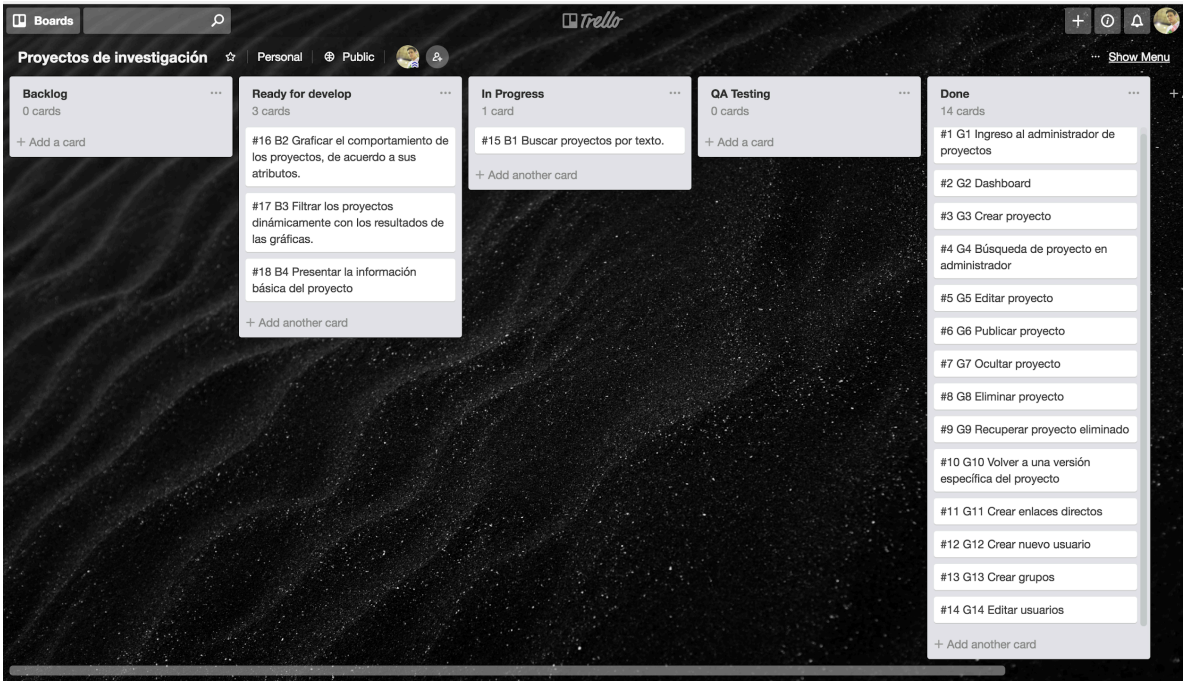 Boards
Trello
Proyectos de investigación
Personal
Public
... Show Menu
Backlog
0 cards
+ Add a card
Ready for develop
3 cards
#16 B2 Graficar el comportamiento de
los proyectos, de acuerdo a sus
atributos.
#17 B3 Filtrar los proyectos
dinámicamente con los resultados de
las gráficas.
#18 B4 Presentar la información
básica del proyecto
+ Add another card
In Progress
1 card
#15 B1 Buscar proyectos por texto.
+ Add another card
QA Testing
0 cards
+ Add a card
Done
14 cards
#1 G1 Ingreso al administrador de
proyectos
#2 G2 Dashboard
#3 G3 Crear proyecto
#4 G4 Búsqueda de proyecto en
administrador
#5 G5 Editar proyecto
#6 G6 Publicar proyecto
#7 G7 Ocultar proyecto
#8 G8 Eliminar proyecto
#9 G9 Recuperar proyecto eliminado
#10 G10 Volver a una versión
específica del proyecto
#11 G11 Crear enlaces directos
#12 G12 Crear nuevo usuario
#13 G13 Crear grupos
#14 G14 Editar usuarios
+ Add another card